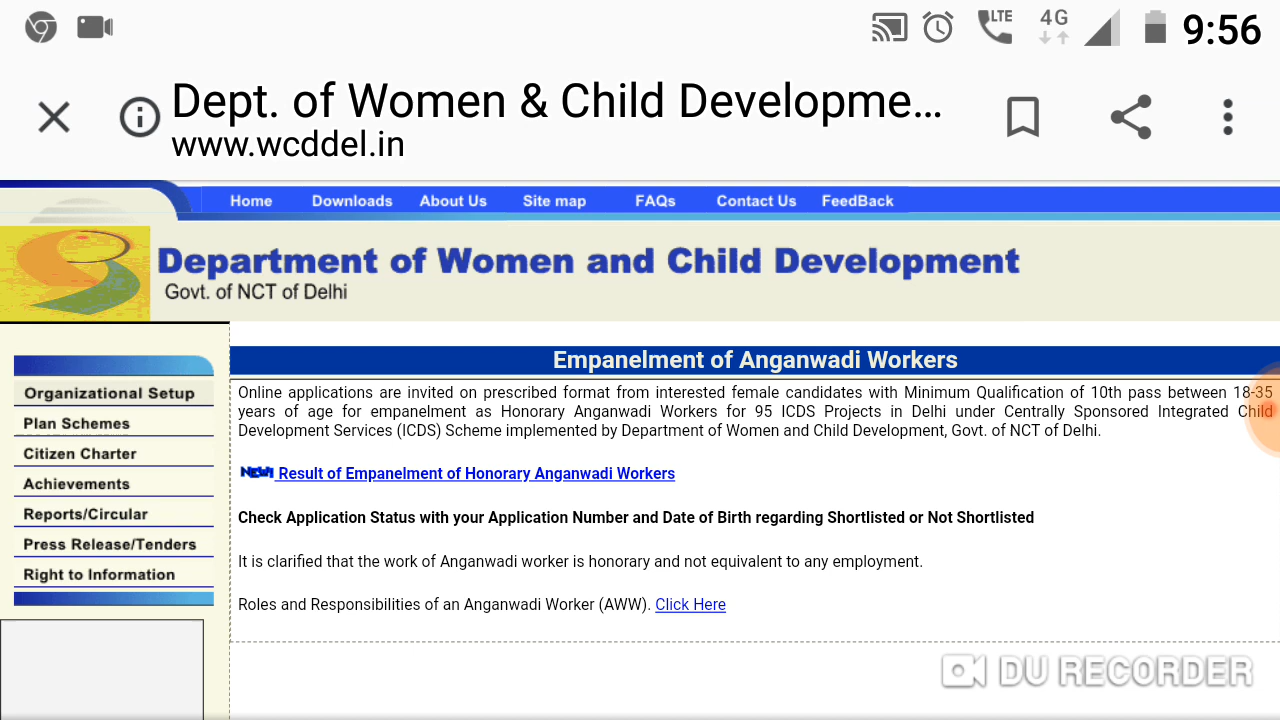 LTE 4G 9:56
Dept. of Women & Child Developme...
www.wcddel.in
Home Downloads About Us Site map FAQs Contact Us FeedBack
Department of Women and Child Development
Govt. of NCT of Delhi
Organizational Setup
Plan Schemes
Citizen Charter
Achievements
Reports/Circular
Press Release/Tenders
Right to Information
Empanelment of Anganwadi Workers
Online applications are invited on prescribed format from interested female candidates with Minimum Qualification of 10th pass between 18-35
years of age for empanelment as Honorary Anganwadi Workers for 95 ICDS Projects in Delhi under Centrally Sponsored Integrated Child
Development Services (ICDS) Scheme implemented by Department of Women and Child Development, Govt. of NCT of Delhi.
NEW! Result of Empanelment of Honorary Anganwadi Workers
Check Application Status with your Application Number and Date of Birth regarding Shortlisted or Not Shortlisted
It is clarified that the work of Anganwadi worker is honorary and not equivalent to any employment.
Roles and Responsibilities of an Anganwadi Worker (AWW). Click Here
DU RECORDER